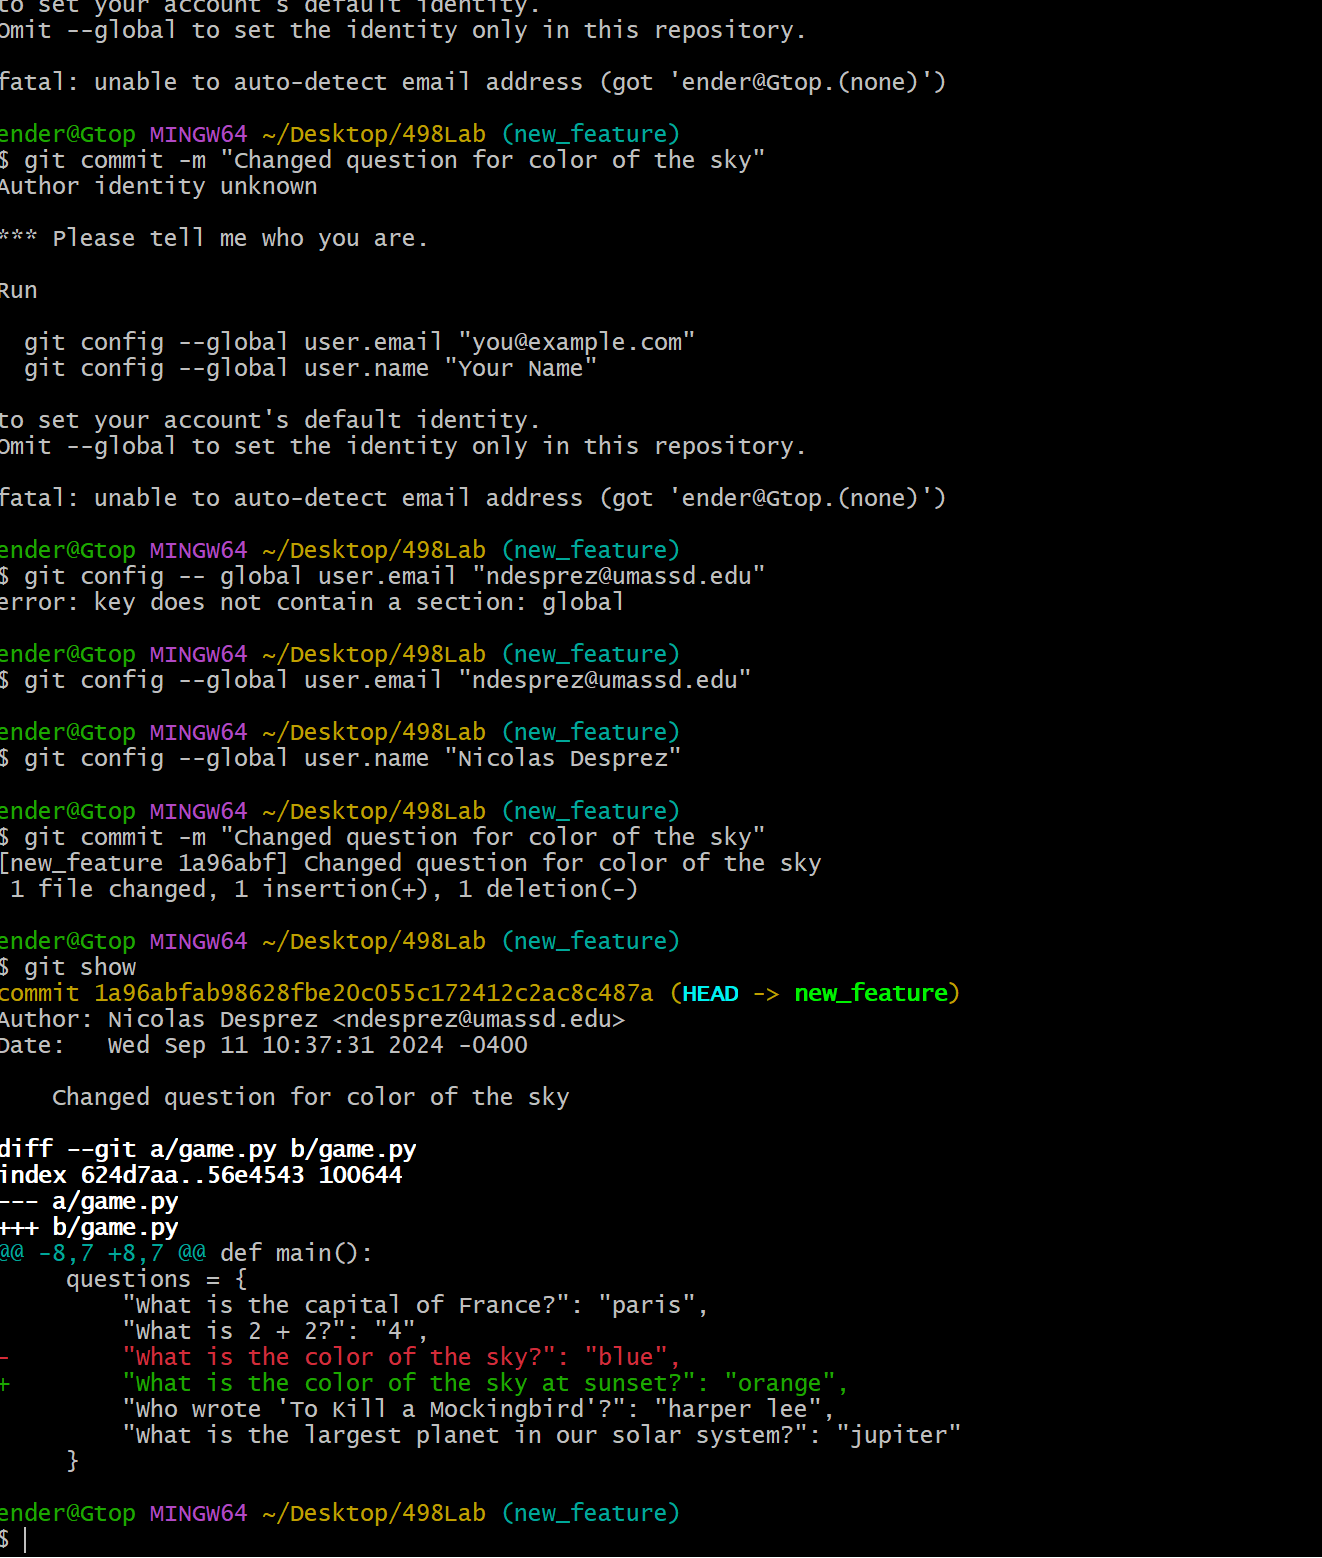 to set your account's default identity.
Omit --global to set the identity only in this repository.

fatal: unable to auto-detect email address (got 'ender@Gtop.(none)')

ender@Gtop MINGW64 ~/Desktop/498Lab (new_feature)
$ git commit -m "Changed question for color of the sky"
Author identity unknown

*** Please tell me who you are.

Run

  git config --global user.email "you@example.com"
  git config --global user.name "Your Name"

to set your account's default identity.
Omit --global to set the identity only in this repository.

fatal: unable to auto-detect email address (got 'ender@Gtop.(none)')

ender@Gtop MINGW64 ~/Desktop/498Lab (new_feature)
$ git config -- global user.email "ndesprez@umassd.edu"
error: key does not contain a section: global

ender@Gtop MINGW64 ~/Desktop/498Lab (new_feature)
$ git config --global user.email "ndesprez@umassd.edu"

ender@Gtop MINGW64 ~/Desktop/498Lab (new_feature)
$ git config --global user.name "Nicolas Desprez"

ender@Gtop MINGW64 ~/Desktop/498Lab (new_feature)
$ git commit -m "Changed question for color of the sky"
[new_feature 1a96abf] Changed question for color of the sky
 1 file changed, 1 insertion(+), 1 deletion(-)

ender@Gtop MINGW64 ~/Desktop/498Lab (new_feature)
$ git show
commit 1a96abfab98628fbe20c055c172412c2ac8c487a (HEAD -> new_feature)
Author: Nicolas Desprez <ndesprez@umassd.edu>
Date:   Wed Sep 11 10:37:31 2024 -0400

    Changed question for color of the sky

diff --git a/game.py b/game.py
index 624d7aa..56e4543 100644
--- a/game.py
+++ b/game.py
@@ -8,7 +8,7 @@ def main():
     questions = {
         "What is the capital of France?": "paris",
         "What is 2 + 2?": "4",
-        "What is the color of the sky?": "blue",
+        "What is the color of the sky at sunset?": "orange",
         "Who wrote 'To Kill a Mockingbird'?": "harper lee",
         "What is the largest planet in our solar system?": "jupiter"
     }

ender@Gtop MINGW64 ~/Desktop/498Lab (new_feature)
$